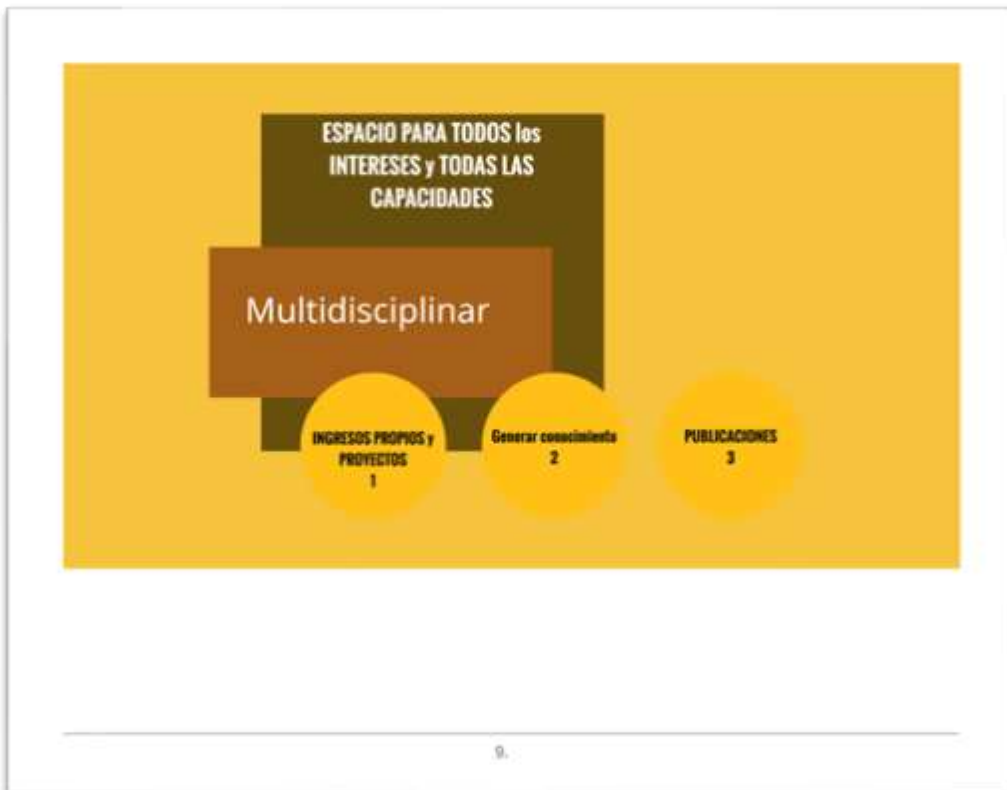 ESPACIO PARA TODOS los
INTERESES y TODAS LAS
CAPACIDADES
Multidisciplinar
INGRESOS PROPIOS y
PROYECTOS
1
Generar conocimiento
2
PUBLICACIONES
3
9.